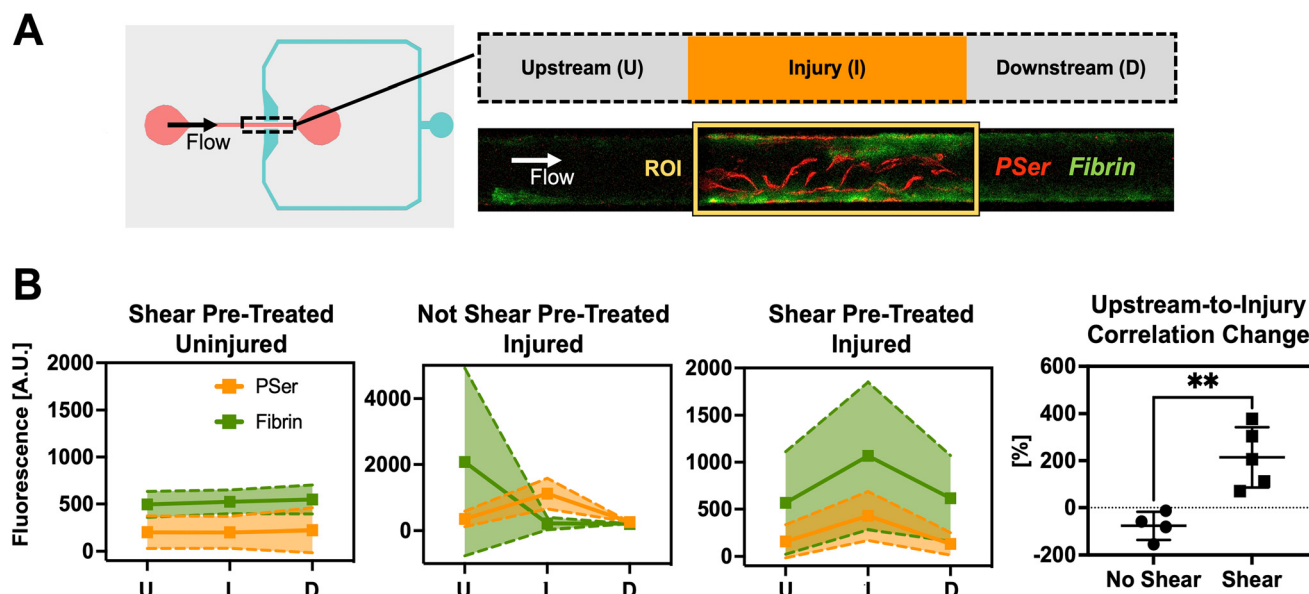 A
Flow
Upstream (U)
Injury (I)
Downstream (D)
Flow
ROI
PSer Fibrin
B
Shear Pre-Treated
Uninjured
Not Shear Pre-Treated
Injured
Shear Pre-Treated
Injured
Upstream-to-Injury
Correlation Change
Fluorescence [A.U.]
2000
1500
1000
500
0
PSer
Fibrin
U
I
D
4000
2000
0
U
I
D
2000
1500
1000
500
0
U
I
D
[%]
600
400
200
0
-200
**
No Shear
Shear